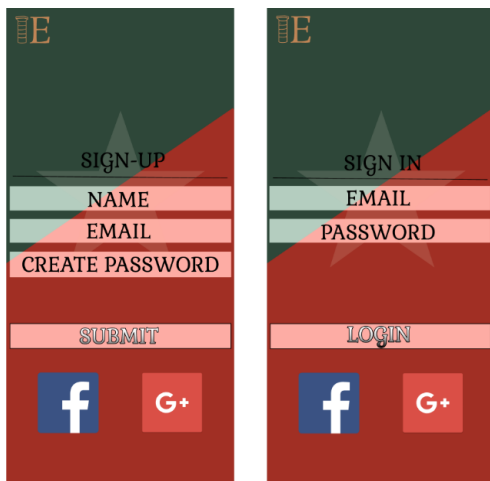 E
SIGN-UP
NAME
EMAIL
CREATE PASSWORD
SUBMIT
f
G+
E
SIGN IN
EMAIL
PASSWORD
LOGIN
f
G+